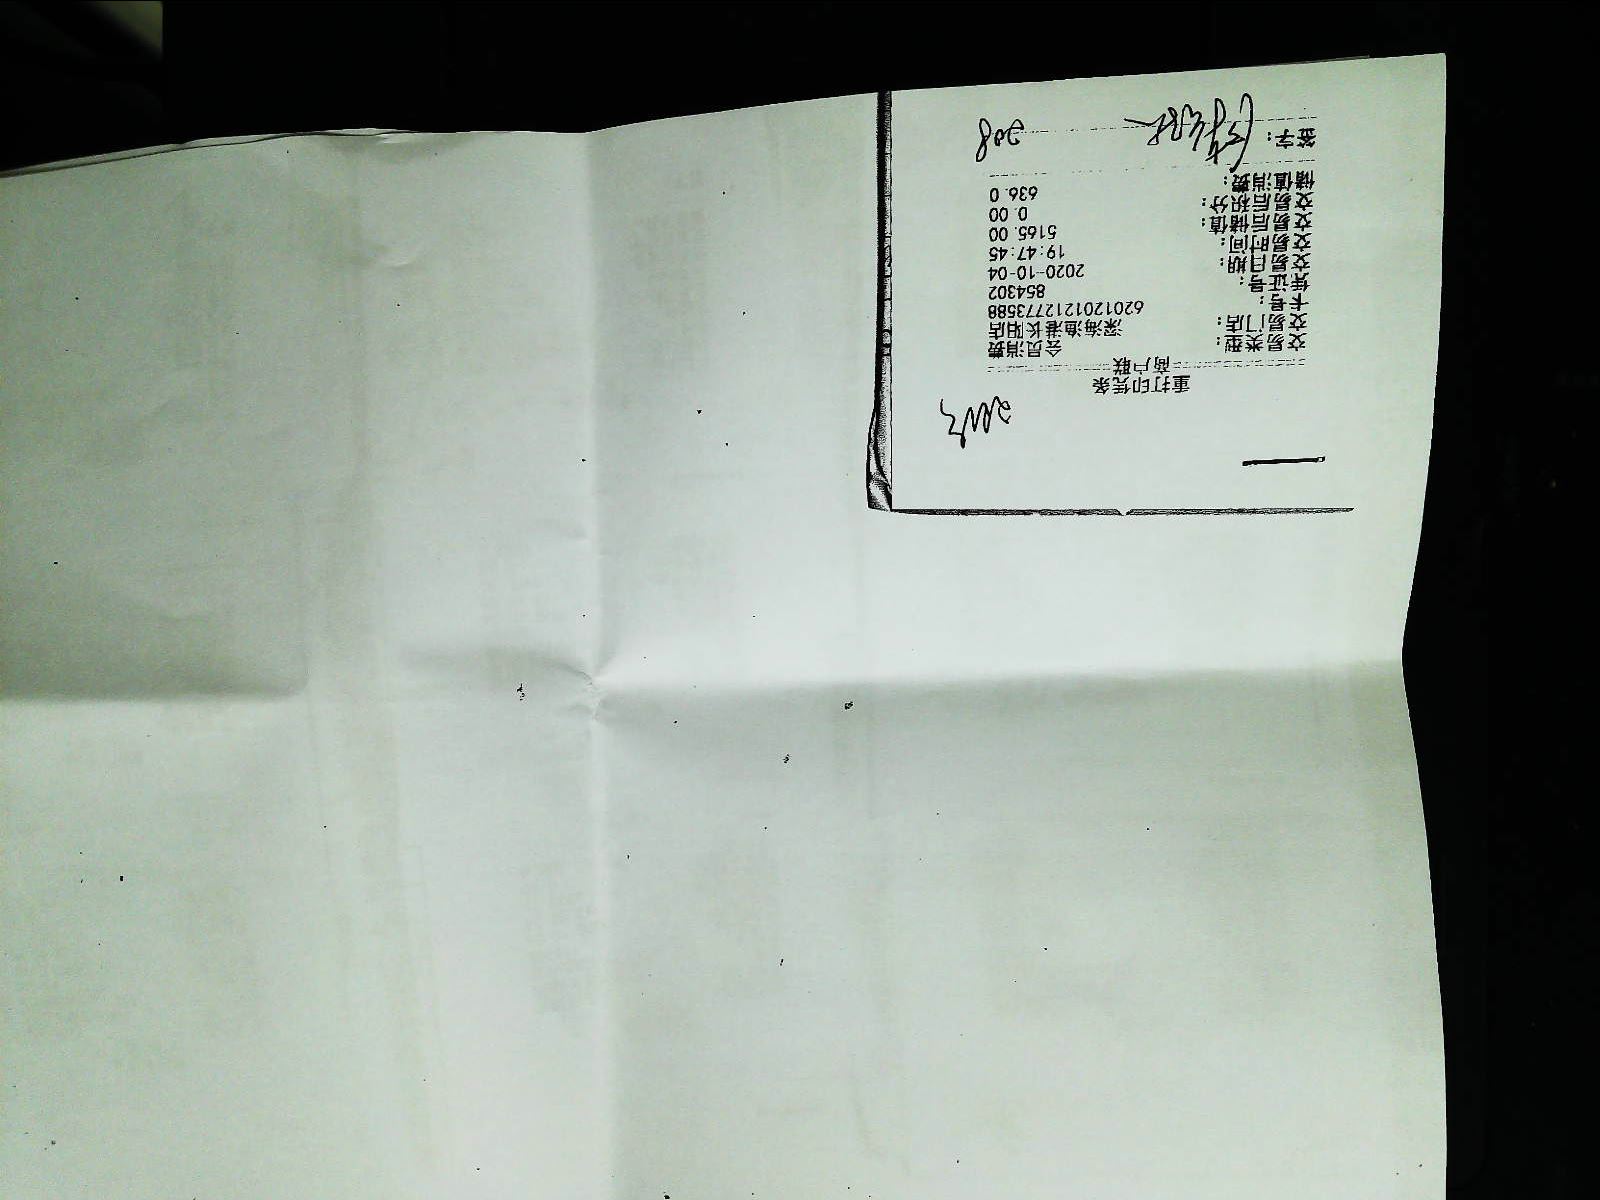 重打印凭条
商户联
交易类型: 会员消费
交易门店: 深海渔港长阳店
卡号: 6201201212773588
凭证号: 854302
交易日期: 2020-10-04
交易时间: 19:47:45
交易后储值: 5165.00
交易后积分: 0.00
储值消费: 636.0
签字: 208